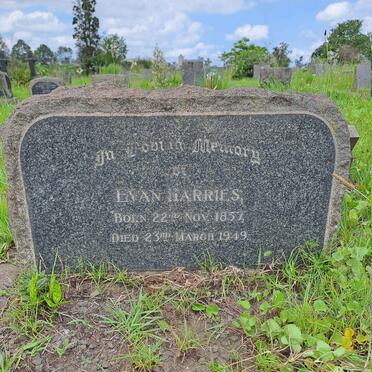 In Loving Memory
of
EVAN HARRIES,
BORN 22ND NOV. 1857,
DIED 23RD MARCH 1949.